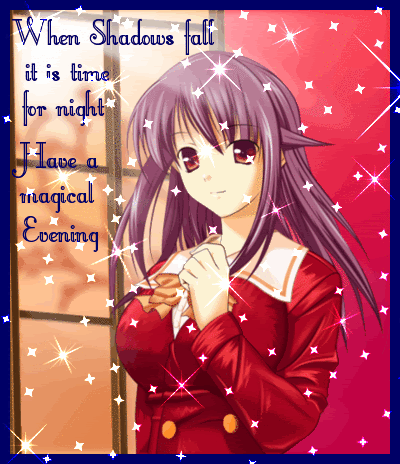 When Shadows fall
it is time
for night
Have a
magical
Evening